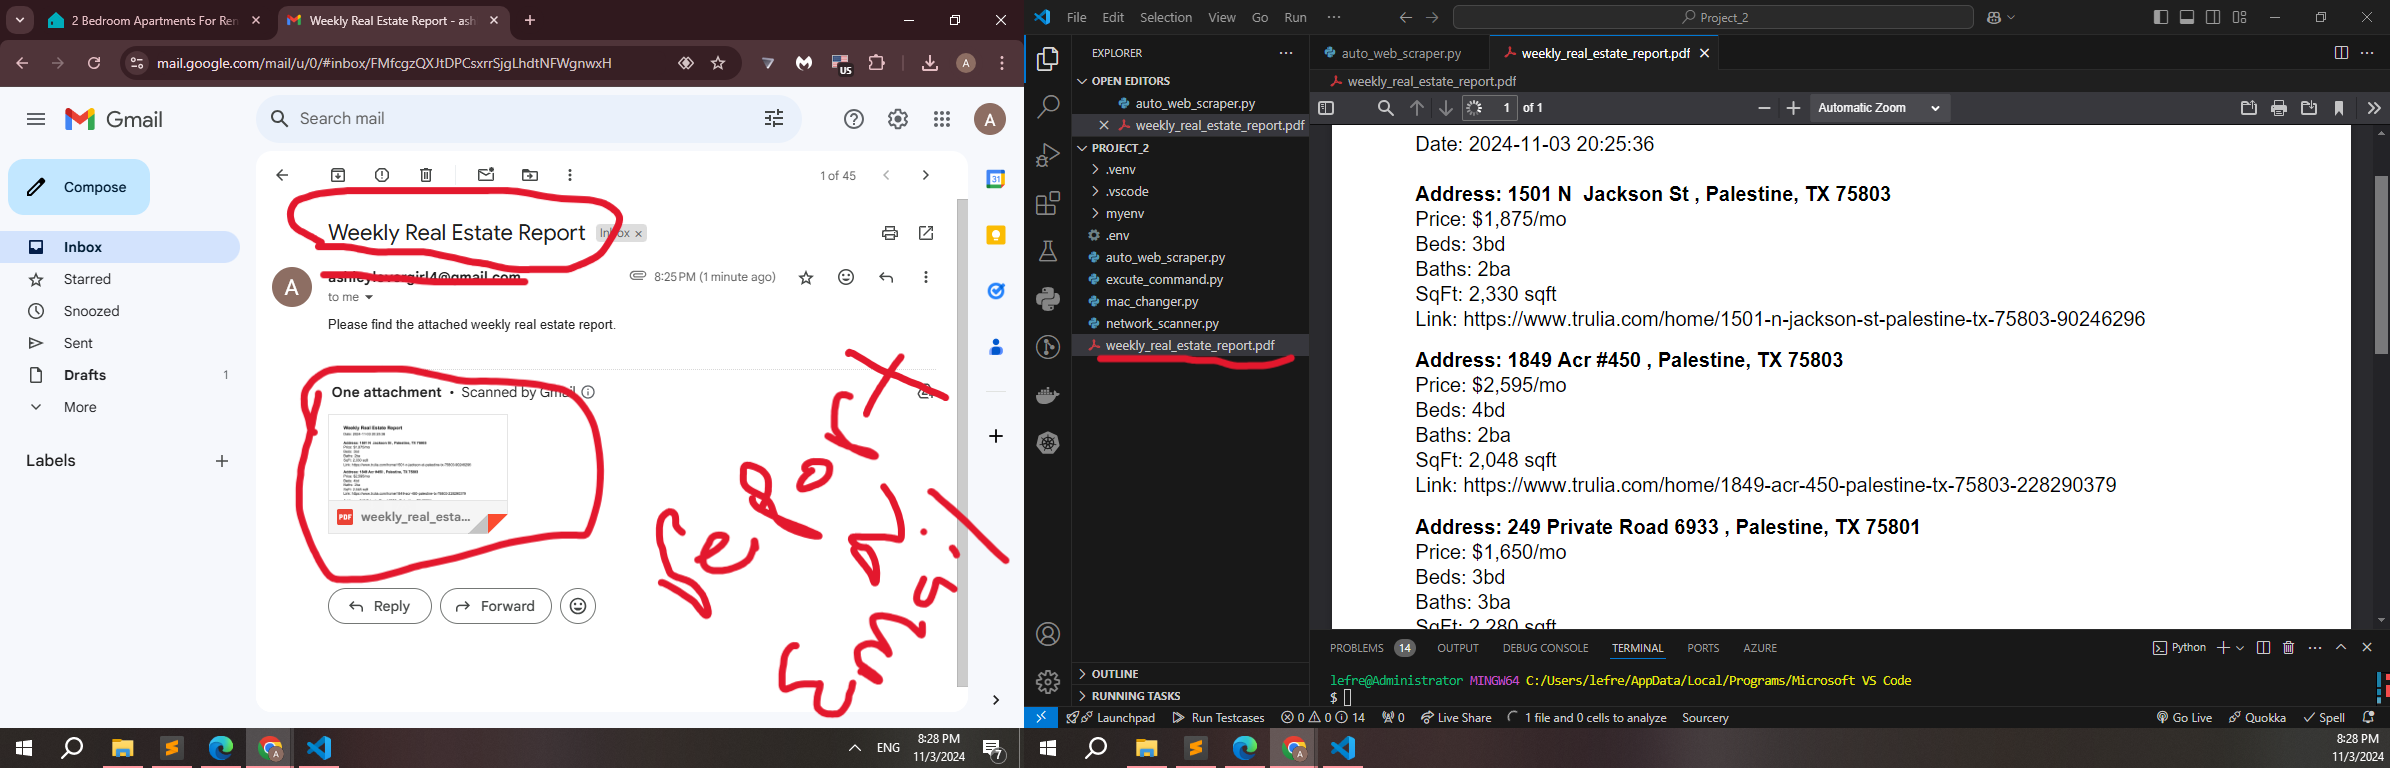 2 Bedroom Apartments For Ren
Weekly Real Estate Report - ash
mail.google.com/mail/u/0/#inbox/FMfcgzQXJtDPCsxrrSjgLhdtNFWgnwxH
US
A
Gmail
Search mail
A
Compose
Inbox
Starred
Snoozed
Sent
Drafts 1
More
Labels
1 of 45
31
Weekly Real Estate Report
Inbox
A
8:25 PM (1 minute ago)
to me
Please find the attached weekly real estate report.
One attachment • Scanned by Gmail
Weekly Real Estate Report
PDF weekly_real_esta...
Reply
Forward
Report
Email
ENG
8:28 PM
11/3/2024
7
File Edit Selection View Go Run ...
Project_2
EXPLORER
OPEN EDITORS
auto_web_scraper.py
weekly_real_estate_report.pdf
PROJECT_2
.venv
.vscode
myenv
.env
auto_web_scraper.py
excute_command.py
mac_changer.py
network_scanner.py
weekly_real_estate_report.pdf
OUTLINE
RUNNING TASKS
auto_web_scraper.py
weekly_real_estate_report.pdf
weekly_real_estate_report.pdf
1 of 1
Automatic Zoom
Date: 2024-11-03 20:25:36
Address: 1501 N  Jackson St , Palestine, TX 75803
Price: $1,875/mo
Beds: 3bd
Baths: 2ba
SqFt: 2,330 sqft
Link: https://www.trulia.com/home/1501-n-jackson-st-palestine-tx-75803-90246296
Address: 1849 Acr #450 , Palestine, TX 75803
Price: $2,595/mo
Beds: 4bd
Baths: 2ba
SqFt: 2,048 sqft
Link: https://www.trulia.com/home/1849-acr-450-palestine-tx-75803-228290379
Address: 249 Private Road 6933 , Palestine, TX 75801
Price: $1,650/mo
Beds: 3bd
Baths: 3ba
SqFt: 2,280 sqft
PROBLEMS 14 OUTPUT DEBUG CONSOLE TERMINAL PORTS AZURE
Python
lefre@Administrator MINGW64 C:/Users/lefre/AppData/Local/Programs/Microsoft VS Code
$
Launchpad Run Testcases 0 0 14 0 Live Share 1 file and 0 cells to analyze Sourcery
Go Live Quokka Spell
8:28 PM
11/3/2024